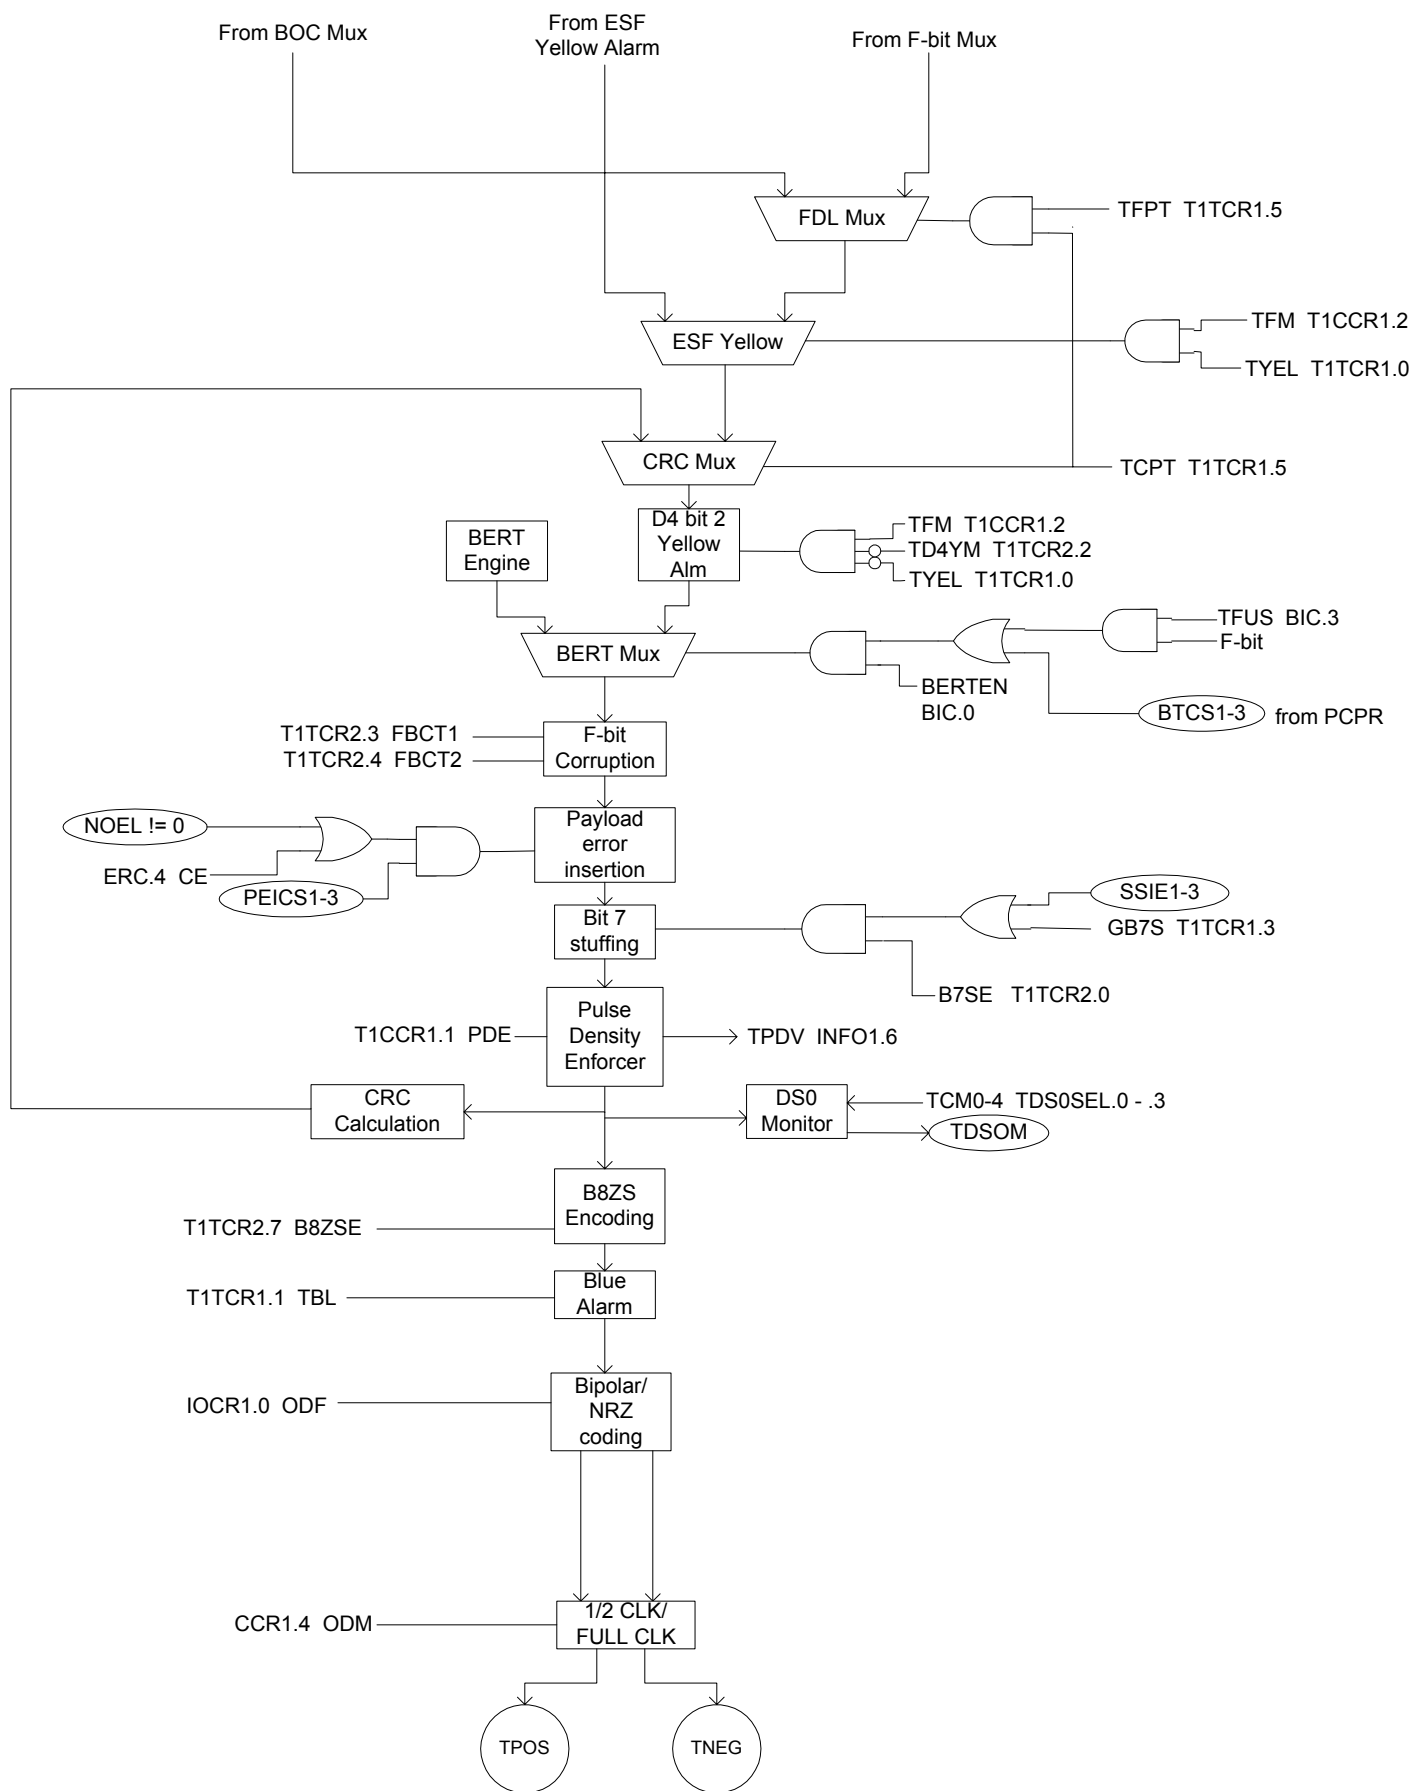 From BOC Mux
From ESF
Yellow Alarm
From F-bit Mux
FDL Mux
TFPT T1TCR1.5
ESF Yellow
TFM T1CCR1.2
TYEL T1TCR1.0
CRC Mux
TCPT T1TCR1.5
BERT
Engine
D4 bit 2
Yellow
Alm
TFM T1CCR1.2
TD4YM T1TCR2.2
TYEL T1TCR1.0
BERT Mux
TFUS BIC.3
F-bit
BERTEN
BIC.0
BTCS1-3 from PCPR
T1TCR2.3 FBCT1
T1TCR2.4 FBCT2
F-bit
Corruption
NOEL != 0
ERC.4 CE
PEICS1-3
Payload
error
insertion
Bit 7
stuffing
SSIE1-3
GB7S T1TCR1.3
B7SE T1TCR2.0
T1CCR1.1 PDE
Pulse
Density
Enforcer
TPDV INFO1.6
CRC
Calculation
DS0
Monitor
TCM0-4 TDS0SEL.0 - .3
TDSOM
B8ZS
Encoding
T1TCR2.7 B8ZSE
Blue
Alarm
T1TCR1.1 TBL
Bipolar/
NRZ
coding
IOCR1.0 ODF
1/2 CLK/
FULL CLK
CCR1.4 ODM
TPOS
TNEG